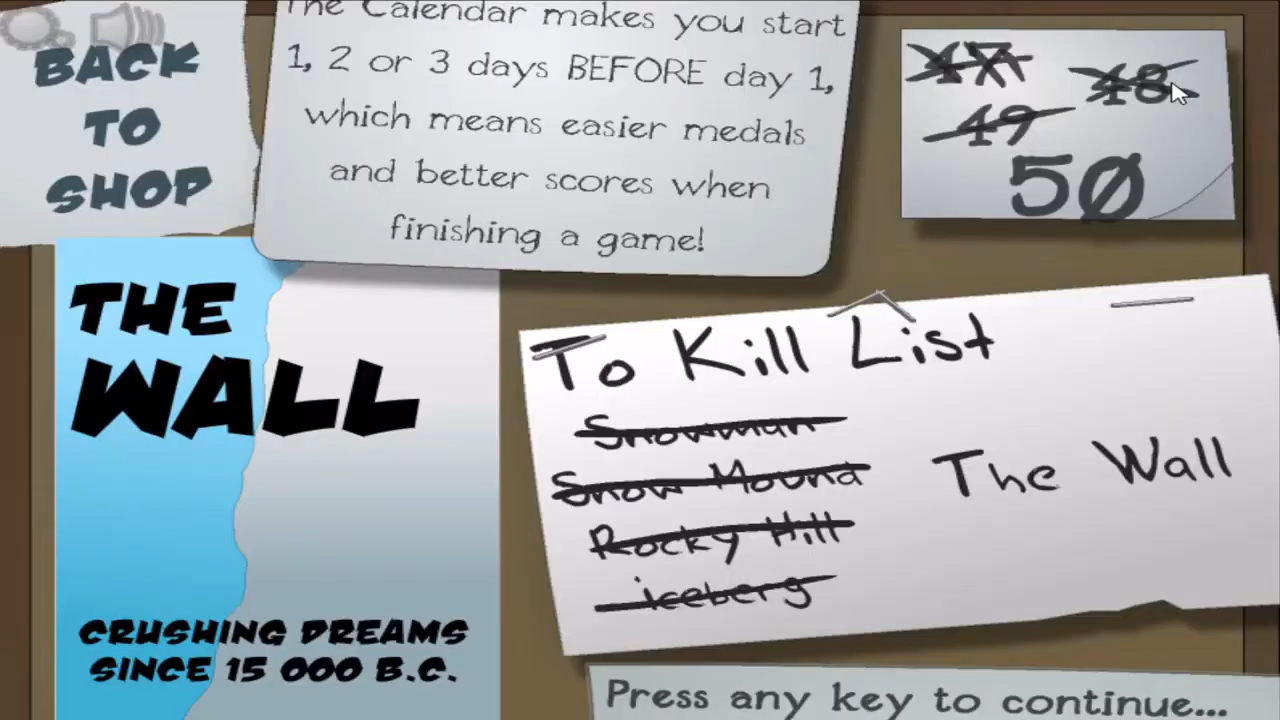 BACK
TO
SHOP
The Calendar makes you start
1, 2 or 3 days BEFORE day 1,
which means easier medals
and better scores when
finishing a game!
47
48
49
50
THE
WALL
CRUSHING DREAMS
SINCE 15 000 B.C.
To Kill List
Snowman
Snow Mound
Rocky Hill
iceberg
The Wall
Press any key to continue...